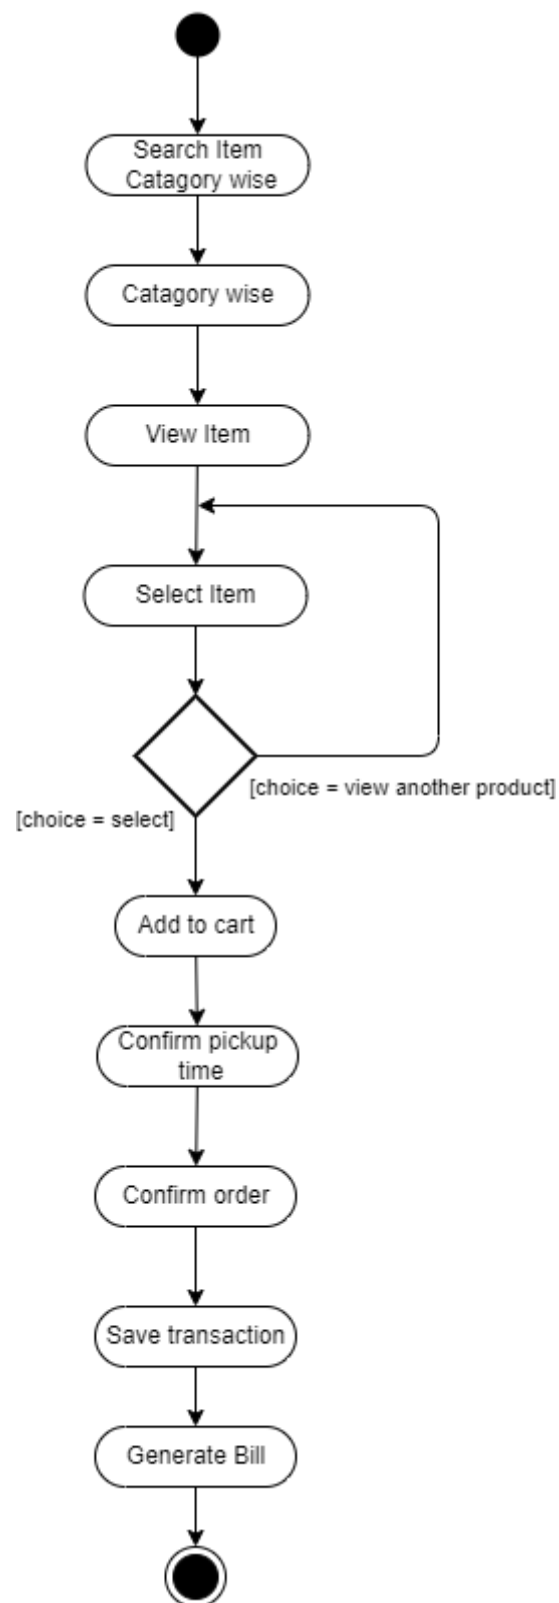 Search Item
Catagory wise
Catagory wise
View Item
Select Item
[choice = view another product]
[choice = select]
Add to cart
Confirm pickup
time
Confirm order
Save transaction
Generate Bill